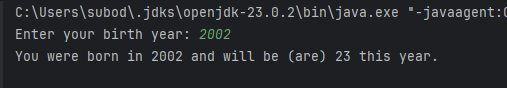 C:\Users\subod\.jdks\openjdk-23.0.2\bin\java.exe "-javaagent:
Enter your birth year: 2002
You were born in 2002 and will be (are) 23 this year.